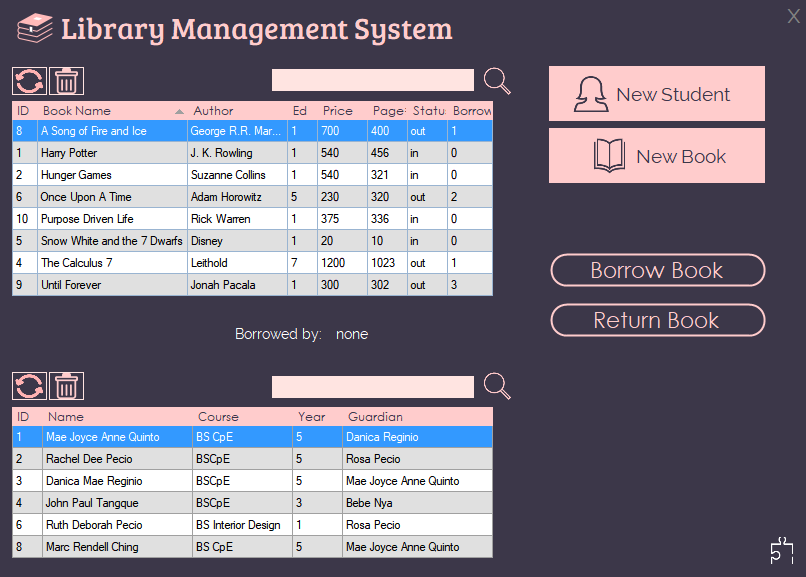 Library Management System
X
New Student
New Book
ID Book Name Author Ed Price Page Statu Borrow
8 A Song of Fire and Ice George R.R. Mar... 1 700 400 out 1
1 Harry Potter J. K. Rowling 1 540 456 in 0
2 Hunger Games Suzanne Collins 1 540 321 in 0
6 Once Upon A Time Adam Horowitz 5 230 320 out 2
10 Purpose Driven Life Rick Warren 1 375 336 in 0
5 Snow White and the 7 Dwarfs Disney 1 20 10 in 0
4 The Calculus 7 Leithold 7 1200 1023 out 1
9 Until Forever Jonah Pacala 1 300 302 out 3
Borrow Book
Return Book
Borrowed by: none
ID Name Course Year Guardian
1 Mae Joyce Anne Quinto BS CpE 5 Danica Reginio
2 Rachel Dee Pecio BSCpE 5 Rosa Pecio
3 Danica Mae Reginio BSCpE 5 Mae Joyce Anne Quinto
4 John Paul Tangque BSCpE 3 Bebe Nya
6 Ruth Deborah Pecio BS Interior Design 1 Rosa Pecio
8 Marc Rendell Ching BS CpE 5 Mae Joyce Anne Quinto